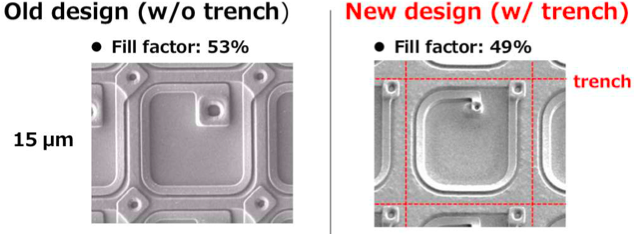 Old design (w/o trench)
● Fill factor: 53%
15 μm
New design (w/ trench)
● Fill factor: 49%
trench